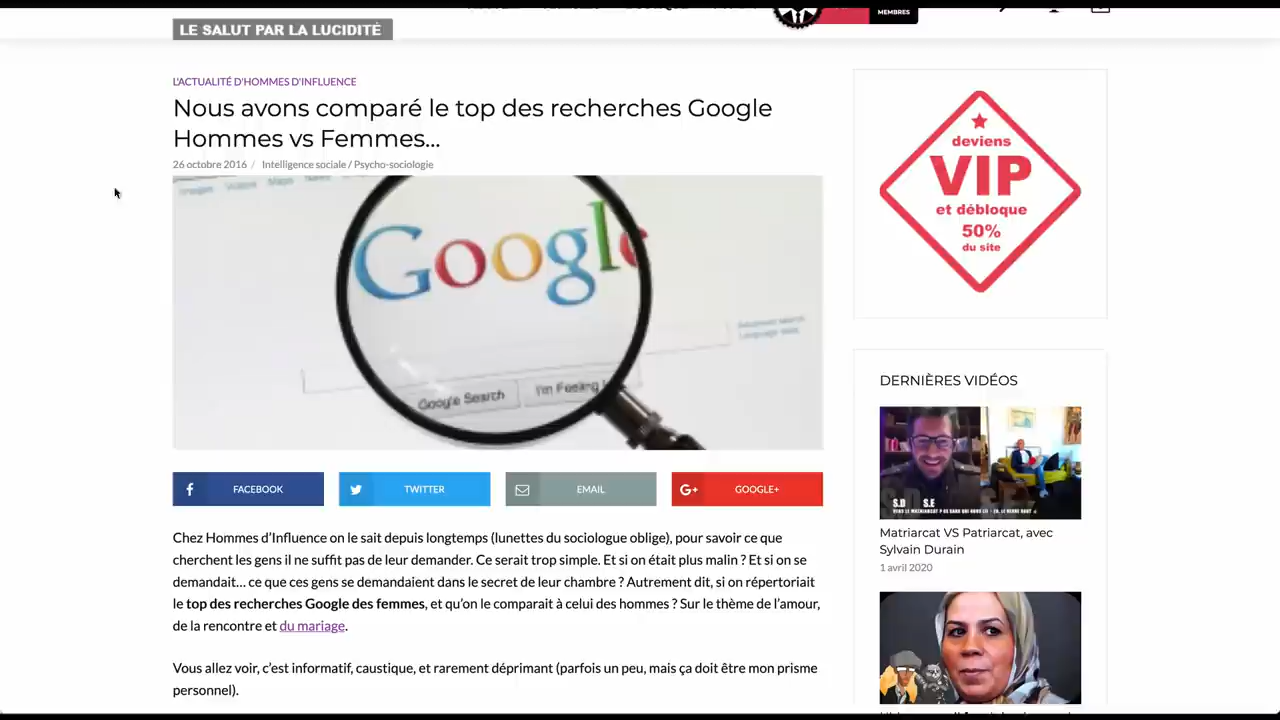 MEMBRES
LE SALUT PAR LA LUCIDITÉ
L'ACTUALITÉ D'HOMMES D'INFLUENCE
Nous avons comparé le top des recherches Google
Hommes vs Femmes...
26 octobre 2016 / Intelligence sociale / Psycho-sociologie
Google
Google Search
I'm Feeling
FACEBOOK
TWITTER
EMAIL
GOOGLE+
Chez Hommes d'Influence on le sait depuis longtemps (lunettes du sociologue oblige), pour savoir ce que
cherchent les gens il ne suffit pas de leur demander. Ce serait trop simple. Et si on était plus malin ? Et si on se
demandait... ce que ces gens se demandaient dans le secret de leur chambre ? Autrement dit, si on répertoriait
le top des recherches Google des femmes, et qu'on le comparait à celui des hommes ? Sur le thème de l'amour,
de la rencontre et du mariage.
Vous allez voir, c'est informatif, caustique, et rarement déprimant (parfois un peu, mais ça doit être mon prisme
personnel).
deviens
VIP
et débloque
50%
du site
DERNIÈRES VIDÉOS
S.D S.E
Matriarcat VS Patriarcat, avec
Sylvain Durain
1 avril 2020